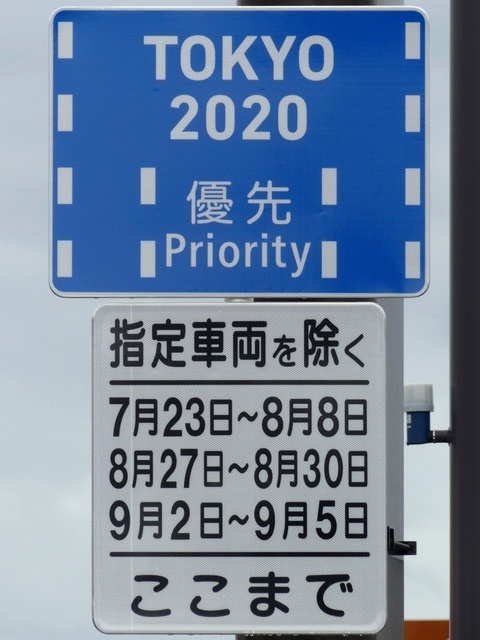 TOKYO
2020
優先
Priority
指定車両を除く
7月23日~8月8日
8月27日~8月30日
9月2日~9月5日
ここまで